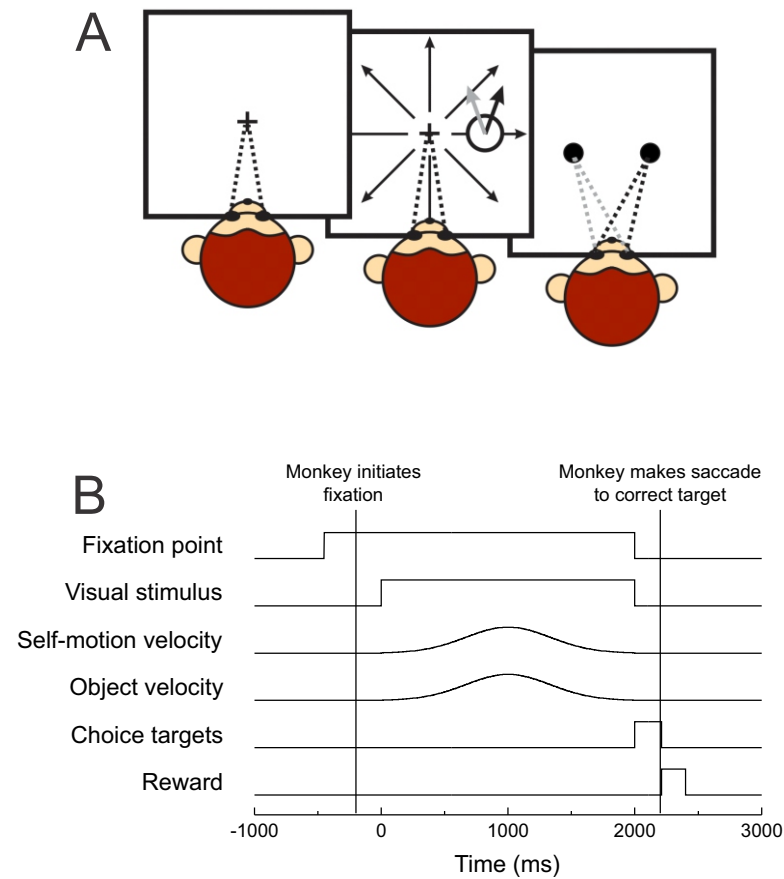 A
B
Monkey initiates
fixation
Monkey makes saccade
to correct target
Fixation point
Visual stimulus
Self-motion velocity
Object velocity
Choice targets
Reward
-1000 0 1000 2000 3000
Time (ms)